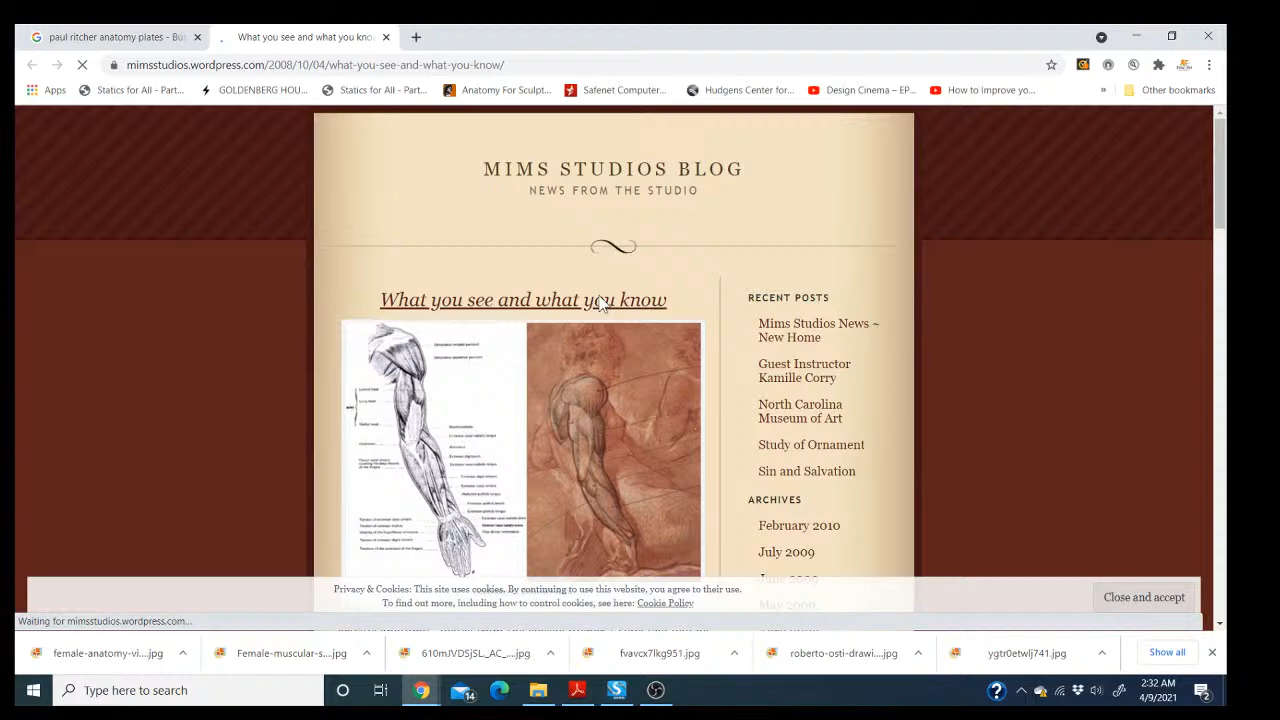 paul ritcher anatomy plates - Bús
What you see and what you kno
mimsstudios.wordpress.com/2008/10/04/what-you-see-and-what-you-know/
Apps
Statics for All - Part...
GOLDENBERG HOU...
Statics for All - Part...
Anatomy For Sculpt...
Safenet Computer...
Hudgens Center for...
Design Cinema – EP...
How to Improve yo...
»
Other bookmarks
MIMS STUDIOS BLOG
NEWS FROM THE STUDIO
What you see and what you know
RECENT POSTS
Mims Studios News ~
New Home
Guest Instructor
Kamille Corry
North Carolina
Museum of Art
Study of Ornament
Sin and Salvation
ARCHIVES
February 2010
July 2009
June 2009
May 2009
Privacy & Cookies: This site uses cookies. By continuing to use this website, you agree to their use.
To find out more, including how to control cookies, see here: Cookie Policy
Close and accept
Waiting for mimsstudios.wordpress.com...
female-anatomy-vi....jpg
Female-muscular-s....jpg
610mJVDSjSL._AC_....jpg
fvavcx7lkg951.jpg
roberto-osti-drawi....jpg
ygtr0etwlj741.jpg
Show all
Type here to search
14
2:32 AM
4/9/2021
2